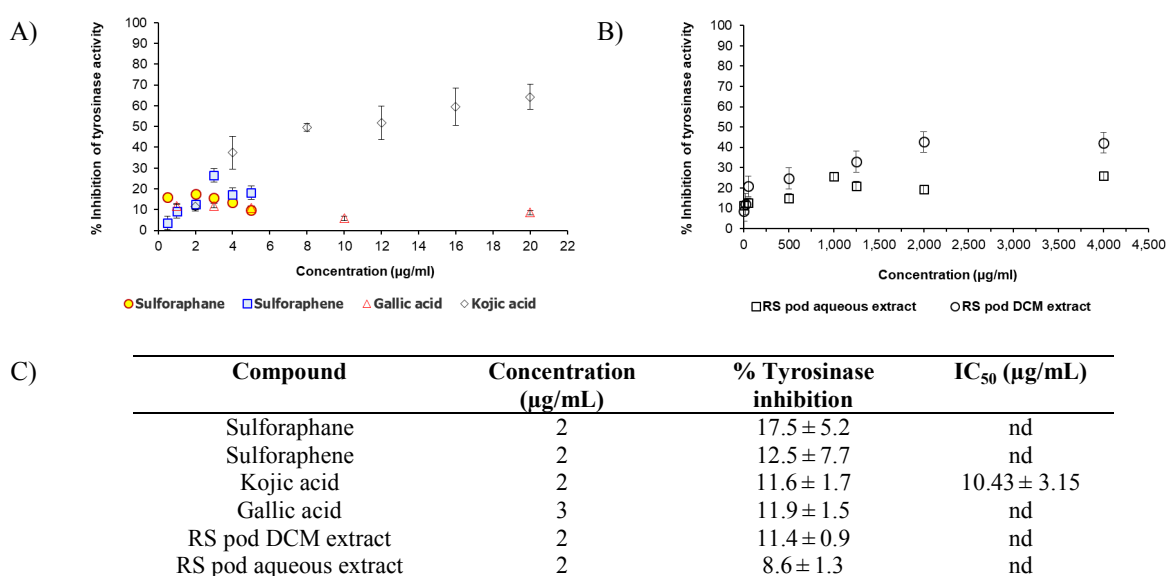 A)
% Inhibition of tyrosinase activity
100
90
80
70
60
50
40
30
20
10
0
0 2 4 6 8 10 12 14 16 18 20 22
Concentration (µg/ml)
Sulforaphane Sulforaphene Gallic acid Kojic acid
B)
% Inhibition of tyrosinase activity
100
90
80
70
60
50
40
30
20
10
0
0 500 1,000 1,500 2,000 2,500 3,000 3,500 4,000 4,500
Concentration (µg/ml)
RS pod aqueous extract RS pod DCM extract
C)
Compound Concentration % Tyrosinase IC50 (µg/mL)
(µg/mL) inhibition
Sulforaphane 2 17.5 ± 5.2 nd
Sulforaphene 2 12.5 ± 7.7 nd
Kojic acid 2 11.6 ± 1.7 10.43 ± 3.15
Gallic acid 3 11.9 ± 1.5 nd
RS pod DCM extract 2 11.4 ± 0.9 nd
RS pod aqueous extract 2 8.6 ± 1.3 nd